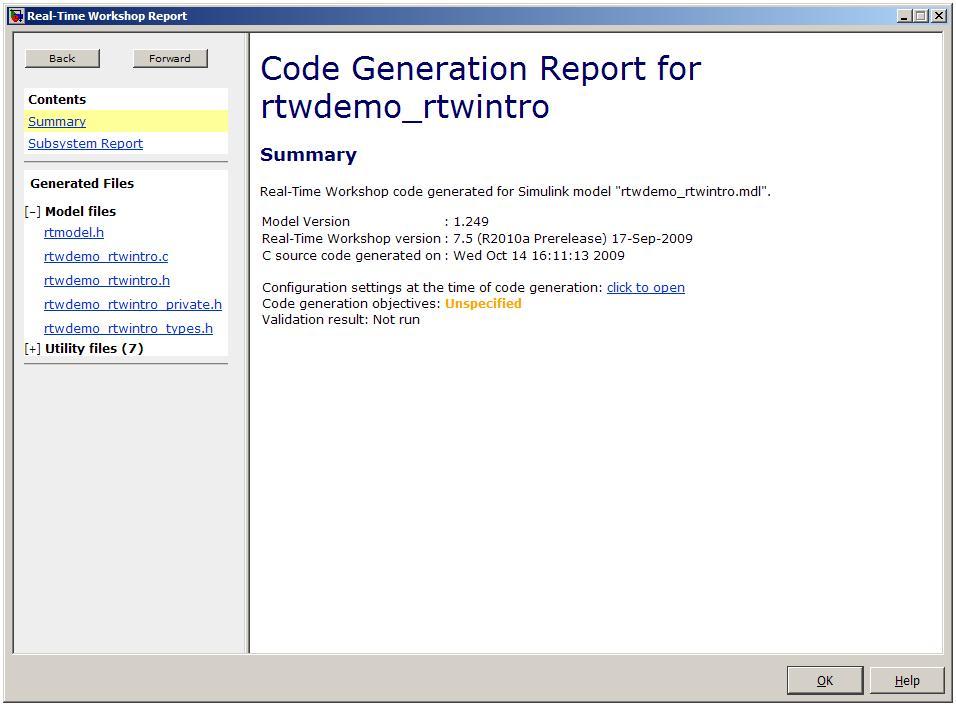 Real-Time Workshop Report
Back Forward
Contents
Summary
Subsystem Report
Generated Files
[–] Model files
rtmodel.h
rtwdemo_rtwintro.c
rtwdemo_rtwintro.h
rtwdemo_rtwintro_private.h
rtwdemo_rtwintro_types.h
[+] Utility files (7)
Code Generation Report for
rtwdemo_rtwintro
Summary
Real-Time Workshop code generated for Simulink model "rtwdemo_rtwintro.mdl".
Model Version : 1.249
Real-Time Workshop version : 7.5 (R2010a Prerelease) 17-Sep-2009
C source code generated on : Wed Oct 14 16:11:13 2009
Configuration settings at the time of code generation: click to open
Code generation objectives: Unspecified
Validation result: Not run
OK Help